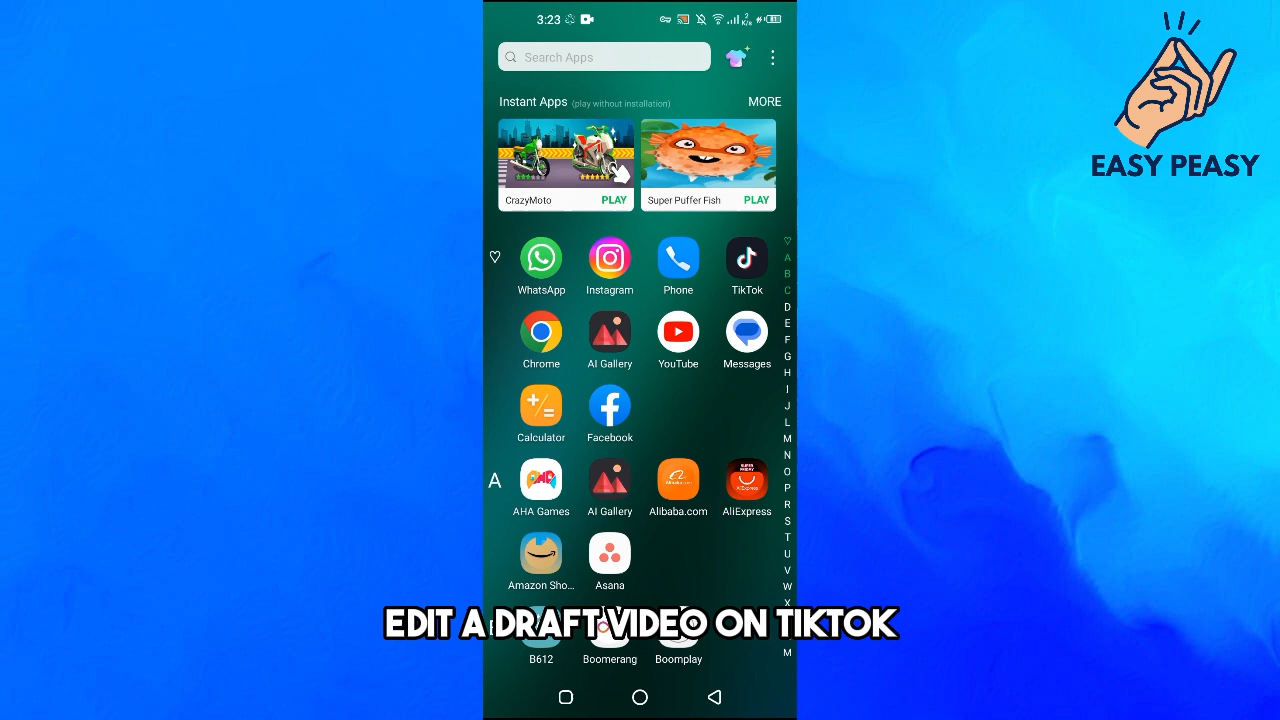 3:23
2
K/s
81
Search Apps
Instant Apps (play without installation) MORE
CrazyMoto PLAY
Super Puffer Fish PLAY
WhatsApp Instagram Phone TikTok
Chrome AI Gallery YouTube Messages
Calculator Facebook
A
AHA Games AI Gallery Alibaba.com AliExpress
Amazon Sho... Asana
B612 Boomerang Boomplay
A
B
C
D
E
F
G
H
I
J
L
M
N
O
P
R
S
T
U
V
W
X
M
EDIT A DRAFT VIDEO ON TIKTOK
EASY PEASY